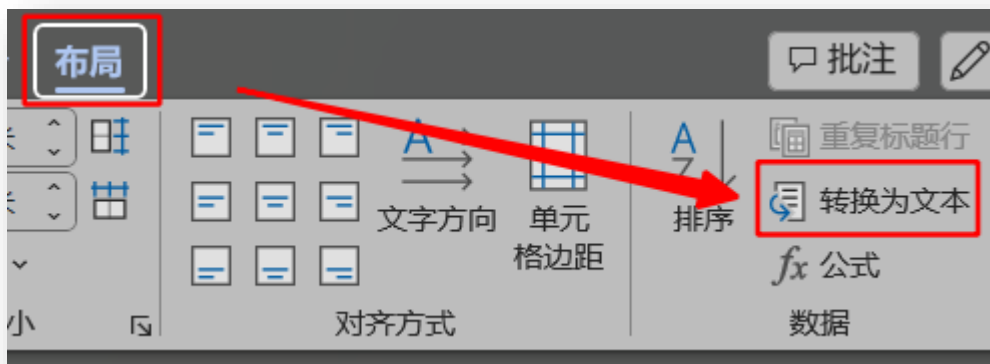 布局
批注
重复标题行
文字方向
单元
格边距
排序
转换为文本
fx 公式
小
对齐方式
数据